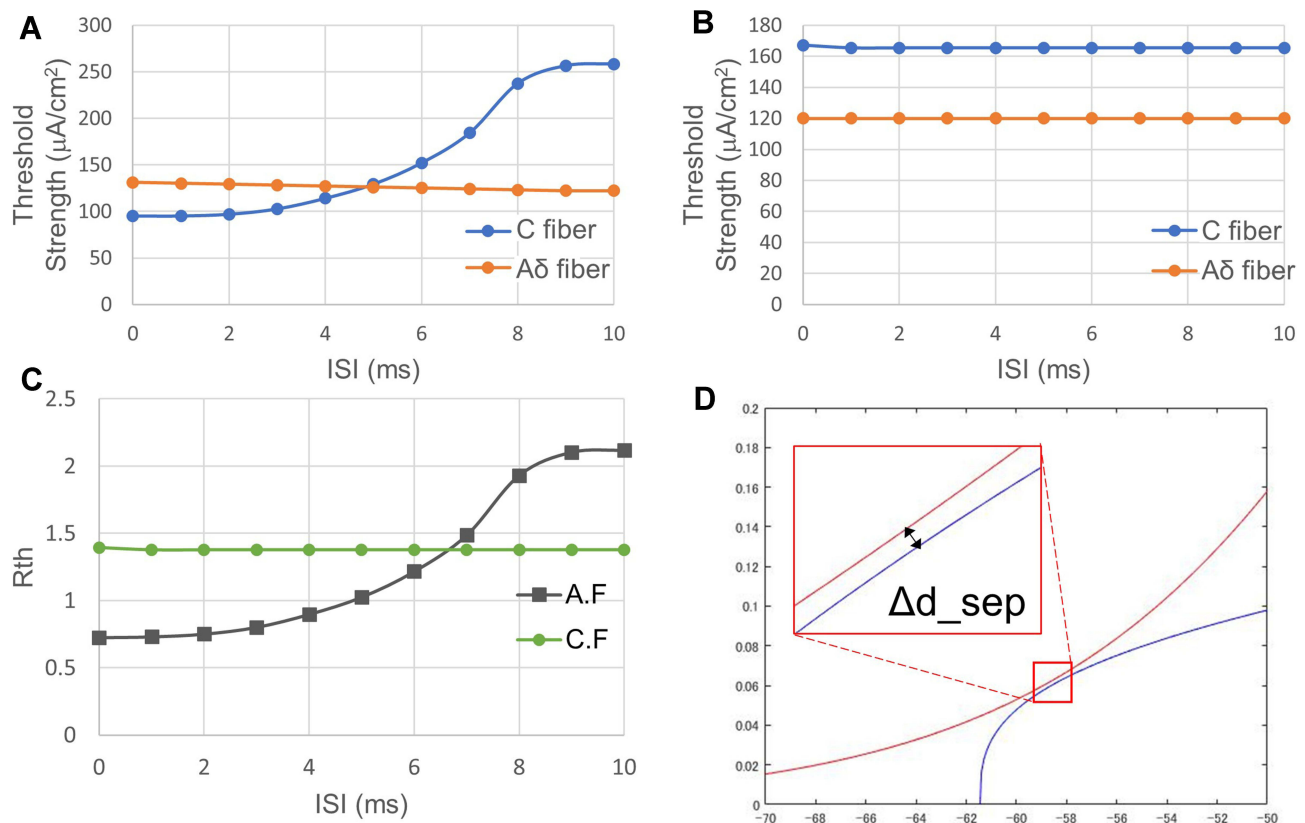 A
300
250
200
150
100
50
0
Threshold
Strength (μA/cm²)
C fiber
Aδ fiber
0 2 4 6 8 10
ISI (ms)
B
180
160
140
120
100
80
60
40
20
0
Threshold
Strength (μA/cm²)
C fiber
Aδ fiber
0 2 4 6 8 10
ISI (ms)
C
2.5
2
1.5
1
0.5
0
Rth
A.F
C.F
0 2 4 6 8 10
ISI (ms)
D
0.2
0.18
0.16
0.14
0.12
0.1
0.08
0.06
0.04
0.02
0
Δd_sep
−70 −68 −66 −64 −62 −60 −58 −56 −54 −52 −50